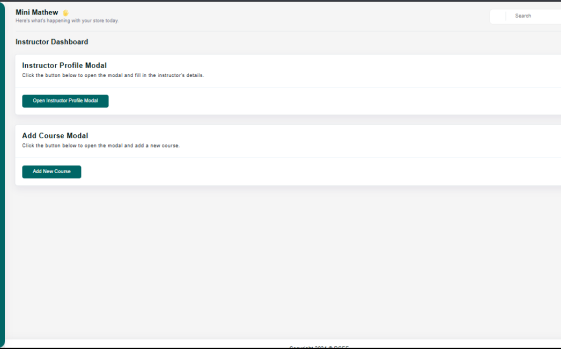 Mini Mathew 👋
Here's what's happening with your store today
Search
Instructor Dashboard
Instructor Profile Modal
Click the button below to open the modal and fill in the instructor's details.
Open Instructor Profile Modal
Add Course Modal
Click the button below to open the modal and add a new course.
Add New Course